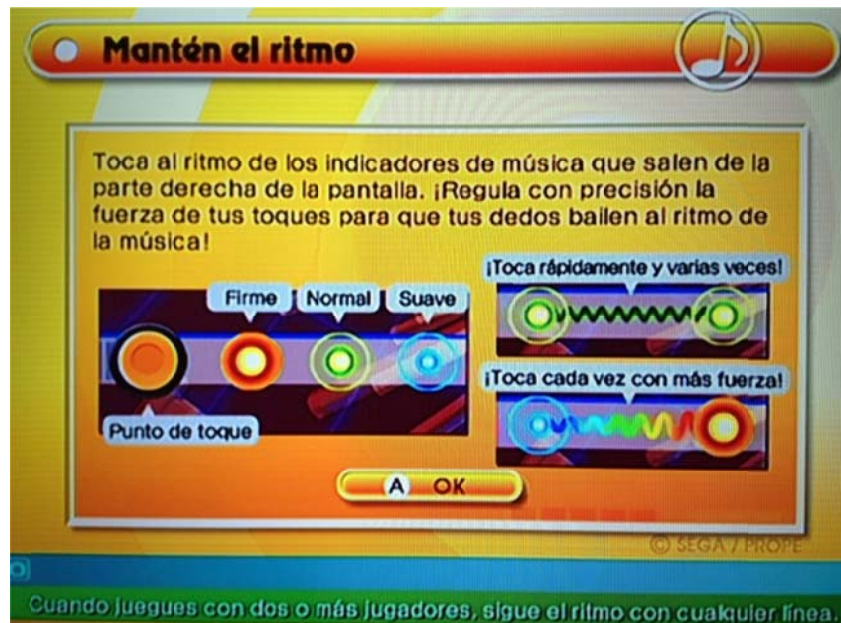 Mantén el ritmo
Toca al ritmo de los indicadores de música que salen de la
parte derecha de la pantalla. ¡Regula con precisión la
fuerza de tus toques para que tus dedos bailen al ritmo de
la música!
Firme
Normal
Suave
Punto de toque
¡Toca rápidamente y varias veces!
¡Toca cada vez con más fuerza!
A OK
© SEGA / PROPE
Cuando juegues con dos o más jugadores, sigue el ritmo con cualquier línea.